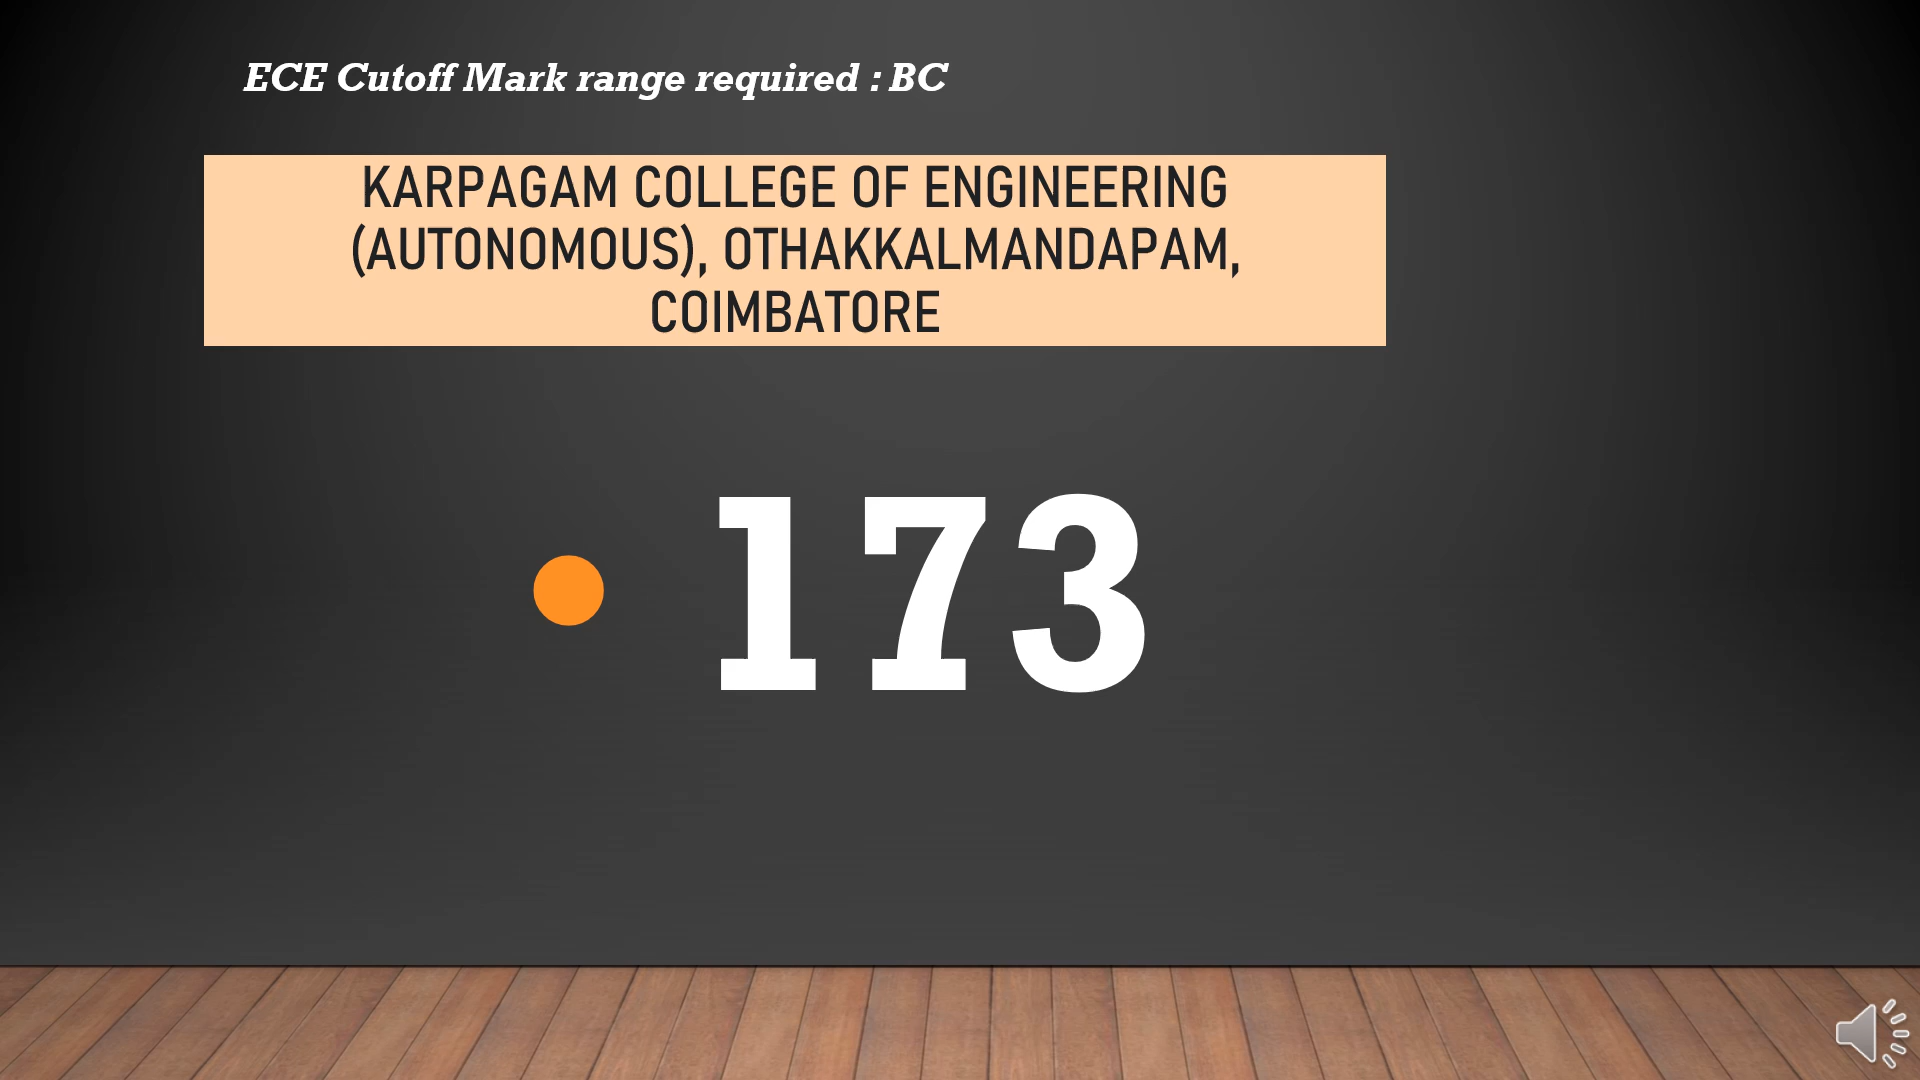 ECE Cutoff Mark range required : BC
KARPAGAM COLLEGE OF ENGINEERING
(AUTONOMOUS), OTHAKKALMANDAPAM,
COIMBATORE
• 173